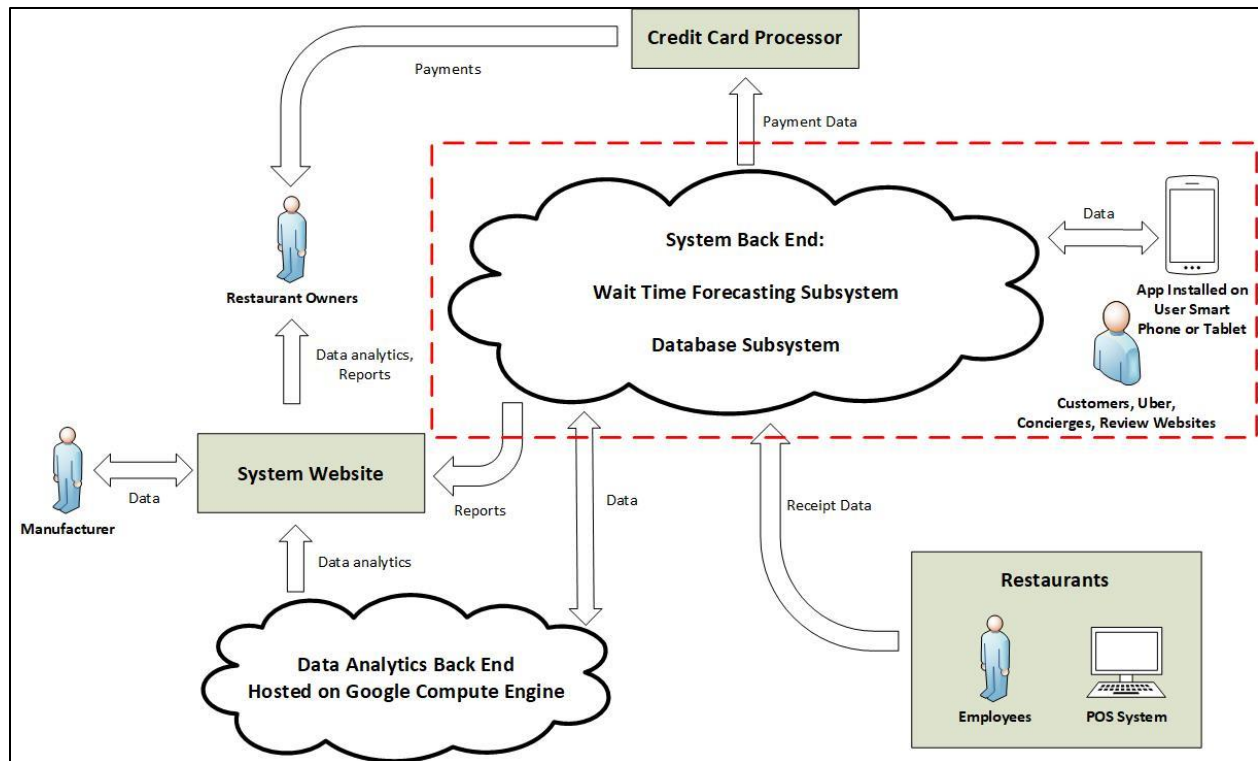 Credit Card Processor
Payments
Payment Data
System Back End:
Wait Time Forecasting Subsystem
Database Subsystem
Data
App Installed on
User Smart
Phone or Tablet
Customers, Uber,
Concierges, Review Websites
Restaurant Owners
Data analytics,
Reports
System Website
Manufacturer
Data
Reports
Data
Receipt Data
Data analytics
Data Analytics Back End
Hosted on Google Compute Engine
Restaurants
Employees
POS System